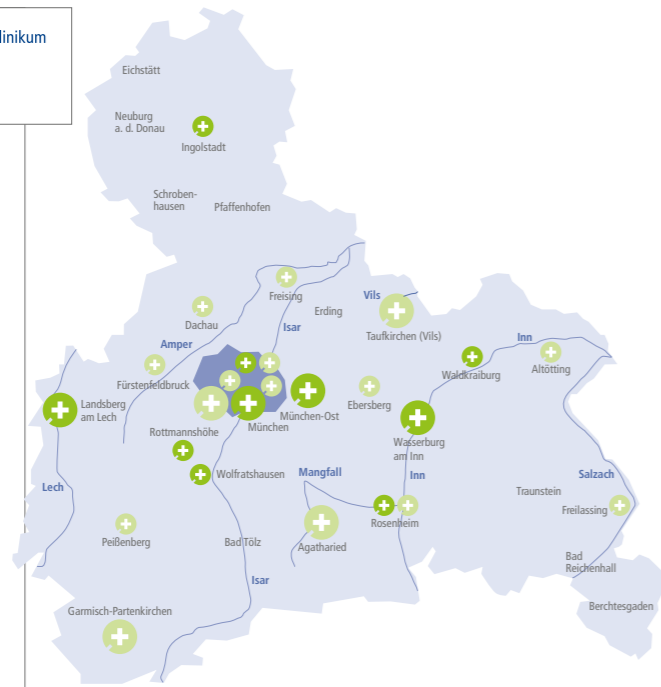 linikum
Eichstätt
Neuburg
a. d. Donau
Ingolstadt
Schroben-
hausen
Pfaffenhofen
Freising
Vils
Erding
Dachau
Isar
Taufkirchen (Vils)
Amper
Inn
Altötting
Waldkraiburg
Fürstenfeldbruck
Landsberg
am Lech
Ebersberg
München-Ost
München
Rottmannshöhe
Wasserburg
am Inn
Wolfratshausen
Mangfall
Inn
Salzach
Lech
Traunstein
Freilassing
Rosenheim
Peißenberg
Bad Tölz
Agatharied
Bad
Reichenhall
Isar
Berchtesgaden
Garmisch-Partenkirchen